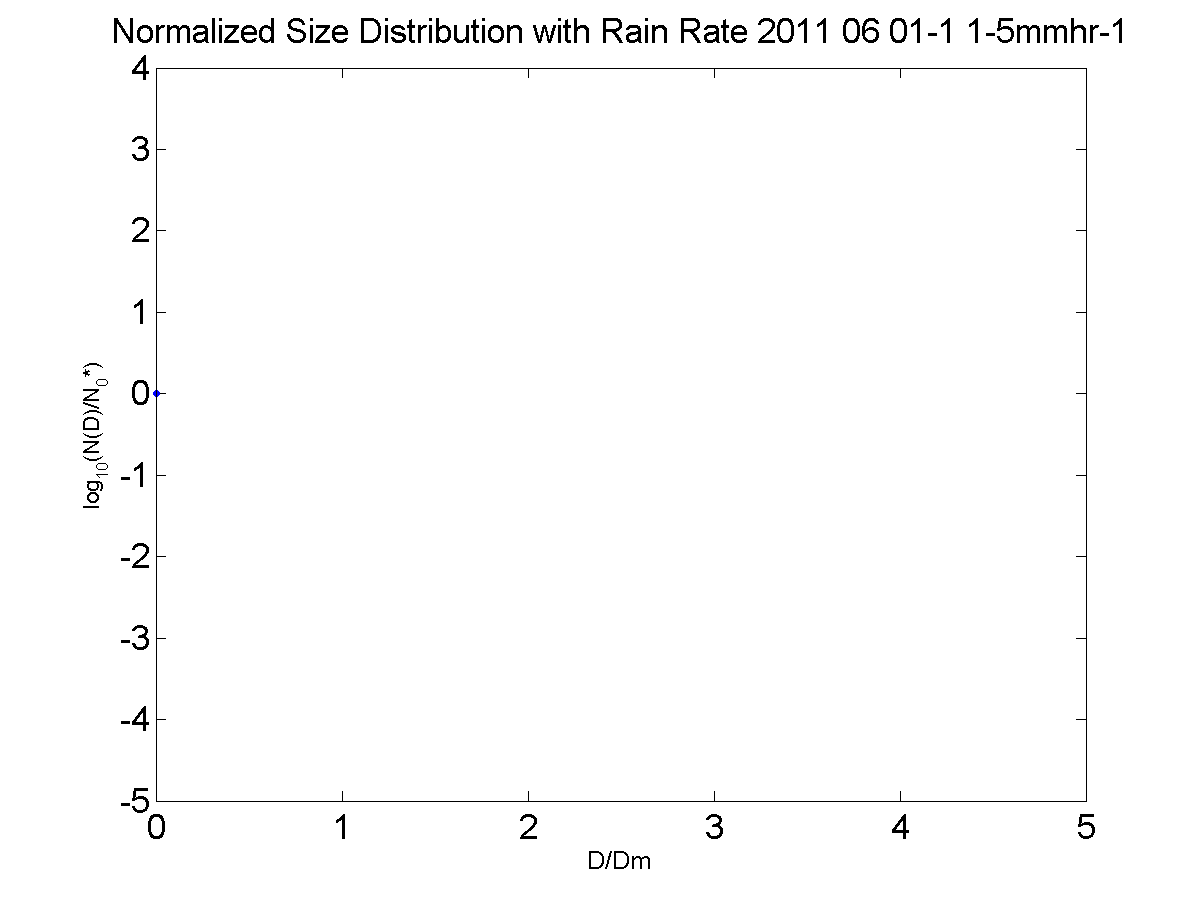 Normalized Size Distribution with Rain Rate 2011 06 01-1 1-5mmhr-1
4
3
2
1
0
-1
-2
-3
-4
-5
log10(N(D)/N0*)
0 1 2 3 4 5
D/Dm